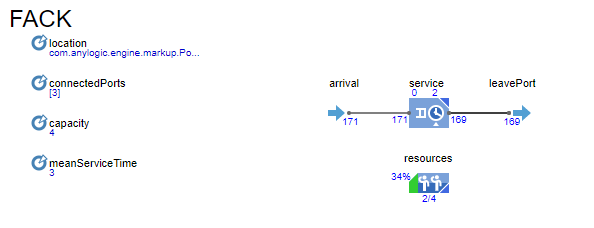 FACK
location
com.anylogic.engine.markup.Po...
connectedPorts
[3]
capacity
4
meanServiceTime
3
arrival
service
leavePort
0 2
171
171
169
169
resources
34%
2/4